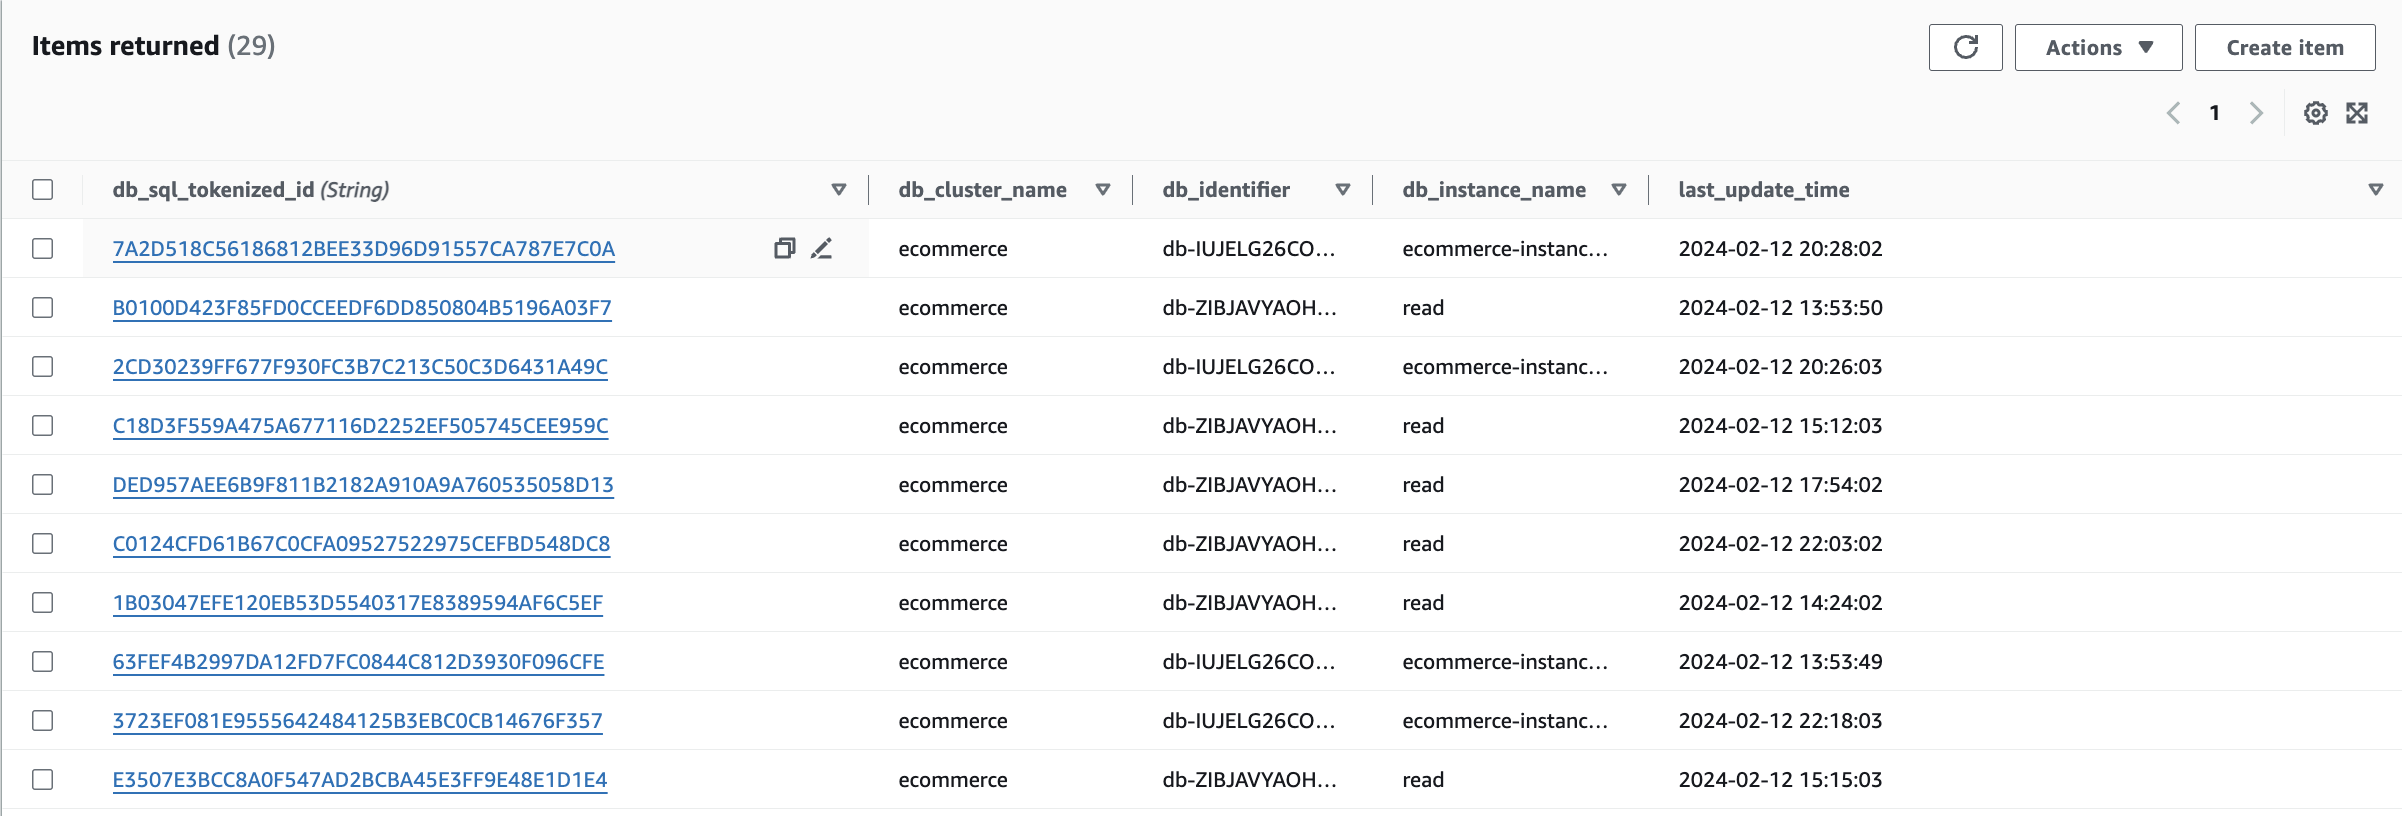 Items returned (29)
Actions
Create item
1
db_sql_tokenized_id (String) db_cluster_name db_identifier db_instance_name last_update_time
7A2D518C56186812BEE33D96D91557CA787E7C0A ecommerce db-IUJELG26CO... ecommerce-instanc... 2024-02-12 20:28:02
B0100D423F85FD0CCEEDF6DD850804B5196A03F7 ecommerce db-ZIBJAVYAOH... read 2024-02-12 13:53:50
2CD30239FF677F930FC3B7C213C50C3D6431A49C ecommerce db-IUJELG26CO... ecommerce-instanc... 2024-02-12 20:26:03
C18D3F559A475A677116D2252EF505745CEE959C ecommerce db-ZIBJAVYAOH... read 2024-02-12 15:12:03
DED957AEE6B9F811B2182A910A9A760535058D13 ecommerce db-ZIBJAVYAOH... read 2024-02-12 17:54:02
C0124CFD61B67C0CFA09527522975CEFBD548DC8 ecommerce db-ZIBJAVYAOH... read 2024-02-12 22:03:02
1B03047EFE120EB53D5540317E8389594AF6C5EF ecommerce db-ZIBJAVYAOH... read 2024-02-12 14:24:02
63FEF4B2997DA12FD7FC0844C812D3930F096CFE ecommerce db-IUJELG26CO... ecommerce-instanc... 2024-02-12 13:53:49
3723EF081E9555642484125B3EBC0CB14676F357 ecommerce db-IUJELG26CO... ecommerce-instanc... 2024-02-12 22:18:03
E3507E3BCC8A0F547AD2BCBA45E3FF9E48E1D1E4 ecommerce db-ZIBJAVYAOH... read 2024-02-12 15:15:03